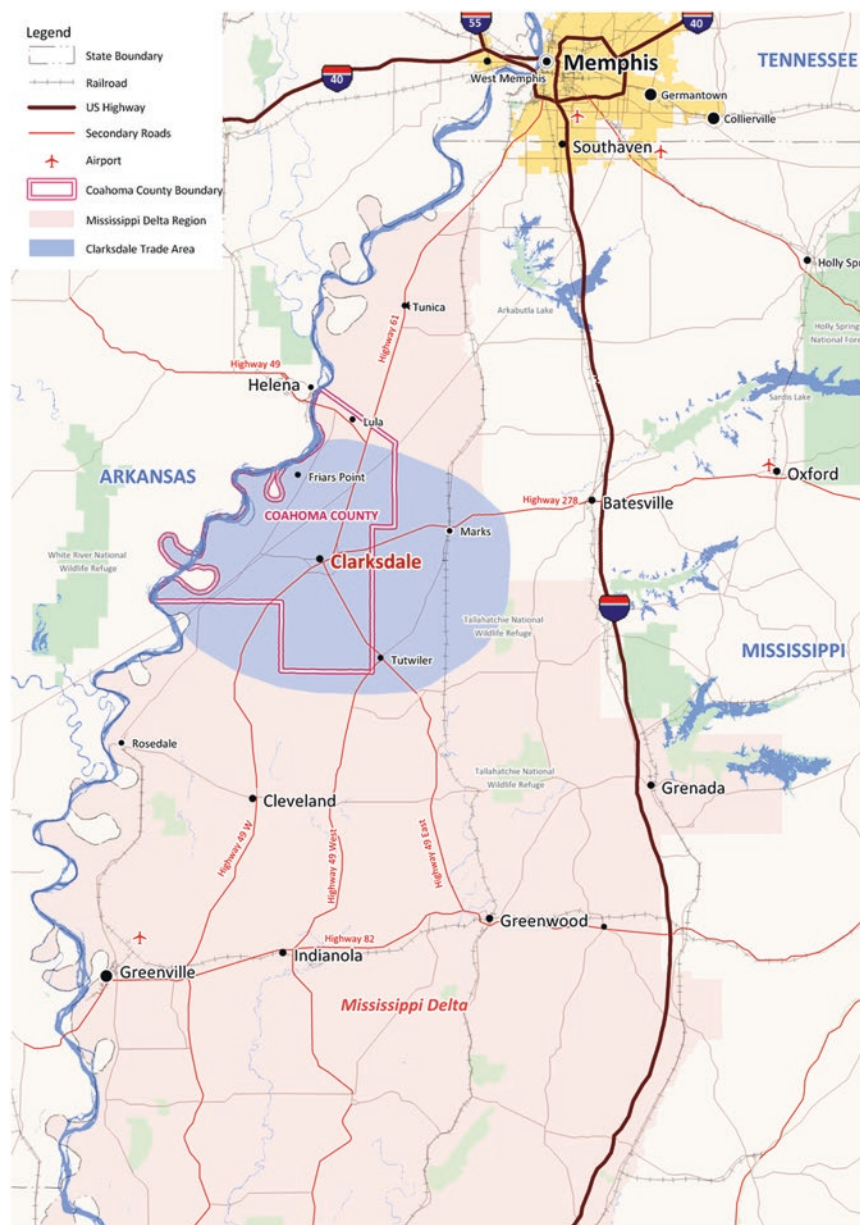 Legend
State Boundary
Railroad
US Highway
Secondary Roads
Airport
Coahoma County Boundary
Mississippi Delta Region
Clarksdale Trade Area
55
40
40
TENNESSEE
Memphis
West Memphis
Germantown
Collierville
Southaven
Holly Spr
Arkabutla Lake
Tunica
Highway 61
Holly Spring
National Fore
Highway 49
Helena
Sardis Lake
Lula
ARKANSAS
Friars Point
Oxford
COAHOMA COUNTY
Highway 278
Batesville
Marks
White River National
Wildlife Refuge
Clarksdale
Tallahatchie National
Wildlife Refuge
MISSISSIPPI
Tutwiler
Rosedale
Tallahatchie National
Wildlife Refuge
Grenada
Cleveland
Highway 49 W
Highway 49 West
Highway 49 East
Greenwood
Highway 82
Indianola
Greenville
Mississippi Delta